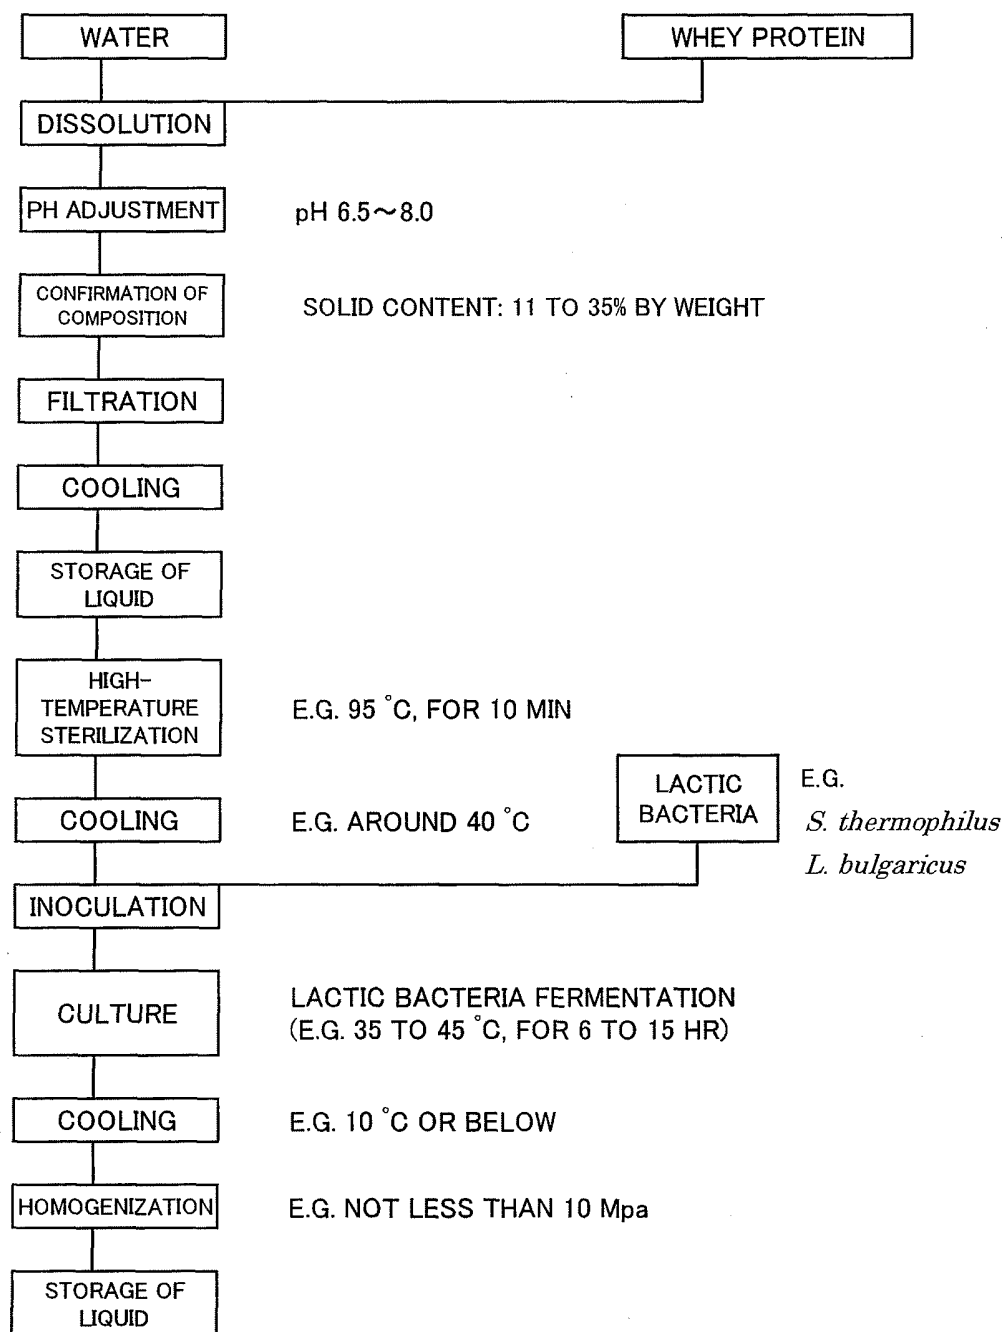 WATER
WHEY PROTEIN
DISSOLUTION
PH ADJUSTMENT
pH 6.5～8.0
CONFIRMATION OF
COMPOSITION
SOLID CONTENT: 11 TO 35% BY WEIGHT
FILTRATION
COOLING
STORAGE OF
LIQUID
HIGH-
TEMPERATURE
STERILIZATION
E.G. 95 °C, FOR 10 MIN
COOLING
E.G. AROUND 40 °C
LACTIC
BACTERIA
E.G.
S. thermophilus
L. bulgaricus
INOCULATION
CULTURE
LACTIC BACTERIA FERMENTATION
(E.G. 35 TO 45 °C, FOR 6 TO 15 HR)
COOLING
E.G. 10 °C OR BELOW
HOMOGENIZATION
E.G. NOT LESS THAN 10 Mpa
STORAGE OF
LIQUID